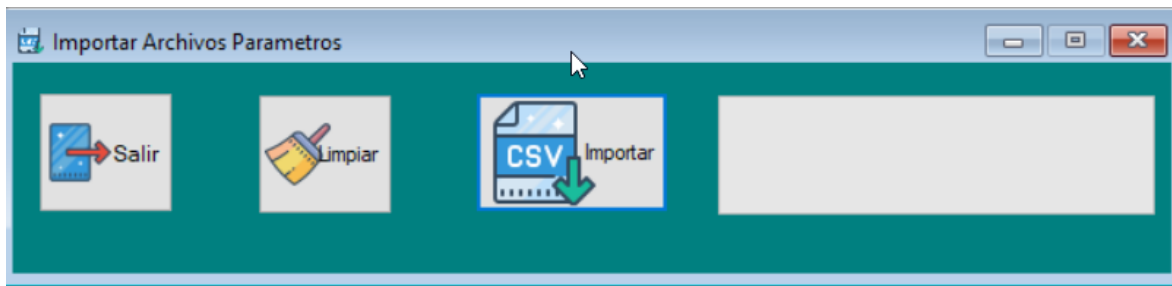 Importar Archivos Parametros
Salir
Limpiar
CSV
Importar